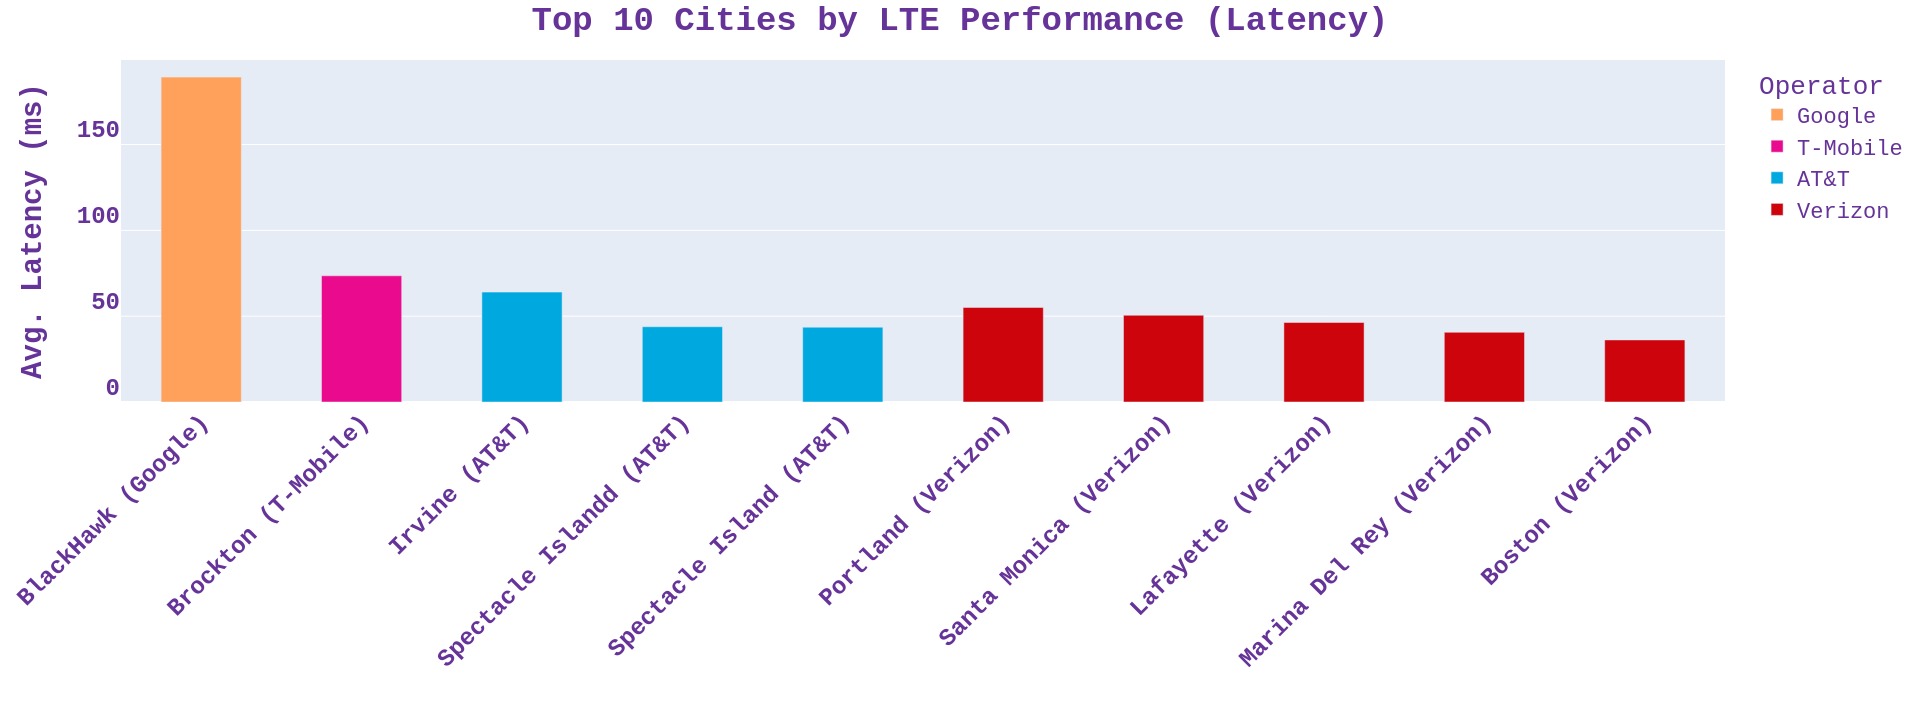 Top 10 Cities by LTE Performance (Latency)
Avg. Latency (ms)
150
100
50
0
BlackHawk (Google)
Brockton (T-Mobile)
Irvine (AT&T)
Spectacle Islandd (AT&T)
Spectacle Island (AT&T)
Portland (Verizon)
Santa Monica (Verizon)
Lafayette (Verizon)
Marina Del Rey (Verizon)
Boston (Verizon)
Operator
Google
T-Mobile
AT&T
Verizon